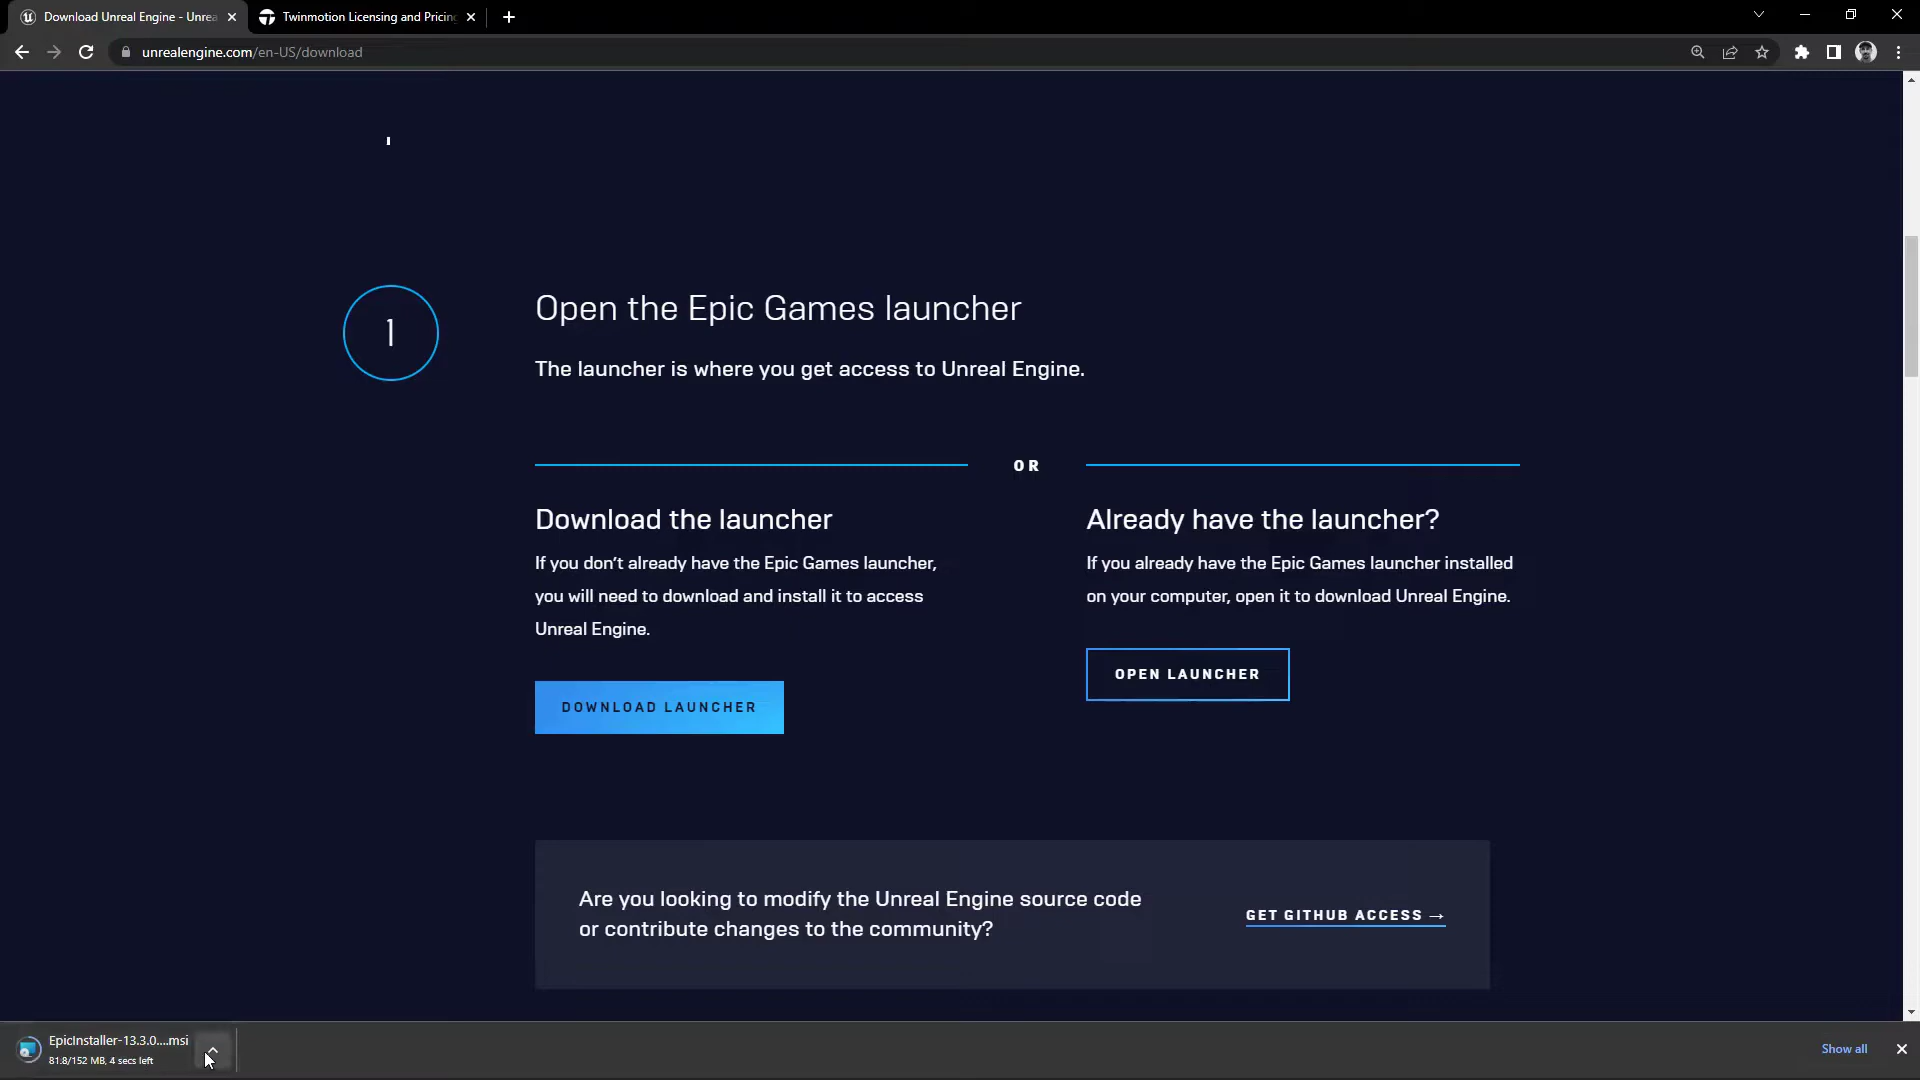 Download Unreal Engine - Unrea
Twinmotion Licensing and Pricing
unrealengine.com/en-US/download
1
Open the Epic Games launcher
The launcher is where you get access to Unreal Engine.
OR
Download the launcher
If you don't already have the Epic Games launcher,
you will need to download and install it to access
Unreal Engine.
DOWNLOAD LAUNCHER
Already have the launcher?
If you already have the Epic Games launcher installed
on your computer, open it to download Unreal Engine.
OPEN LAUNCHER
Are you looking to modify the Unreal Engine source code
or contribute changes to the community?
GET GITHUB ACCESS →
EpicInstaller-13.3.0....msi
81.8/152 MB, 4 secs left
Show all